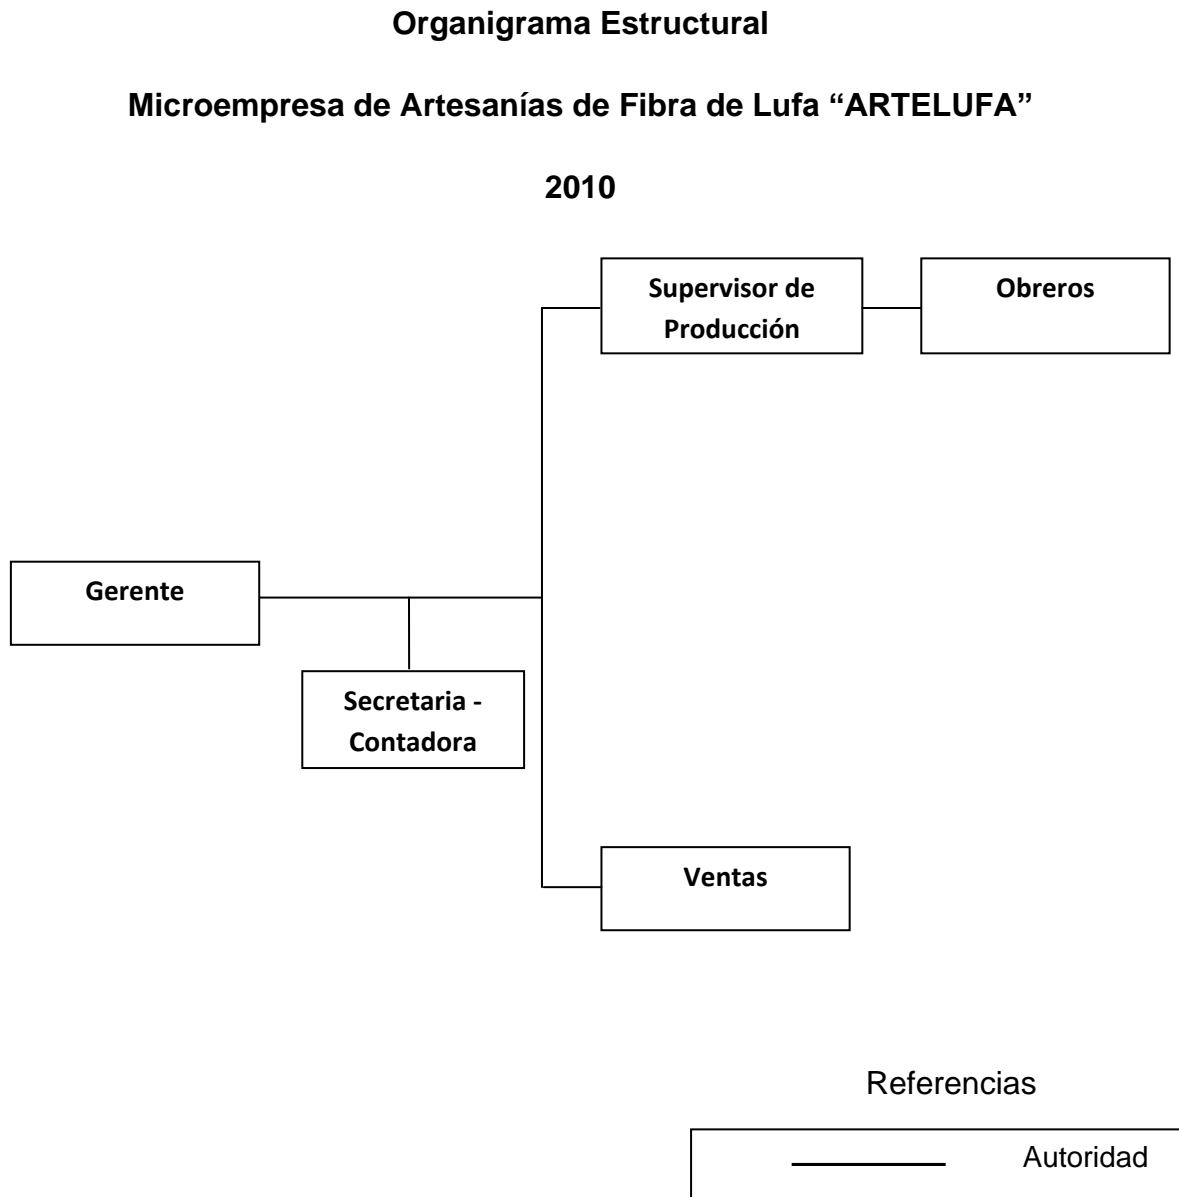 Organigrama Estructural
Microempresa de Artesanías de Fibra de Lufa “ARTELUFA”
2010
Supervisor de
Producción
Obreros
Gerente
Secretaria -
Contadora
Ventas
Referencias
Autoridad